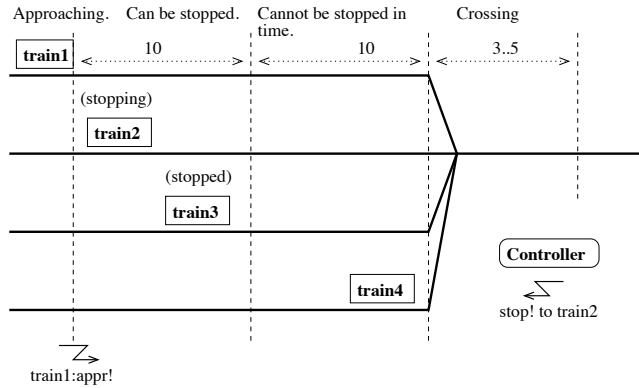 Approaching.
Can be stopped.
Cannot be stopped in
time.
Crossing
train1
10
10
3..5
(stopping)
train2
(stopped)
train3
train4
Controller
stop! to train2
train1:appr!